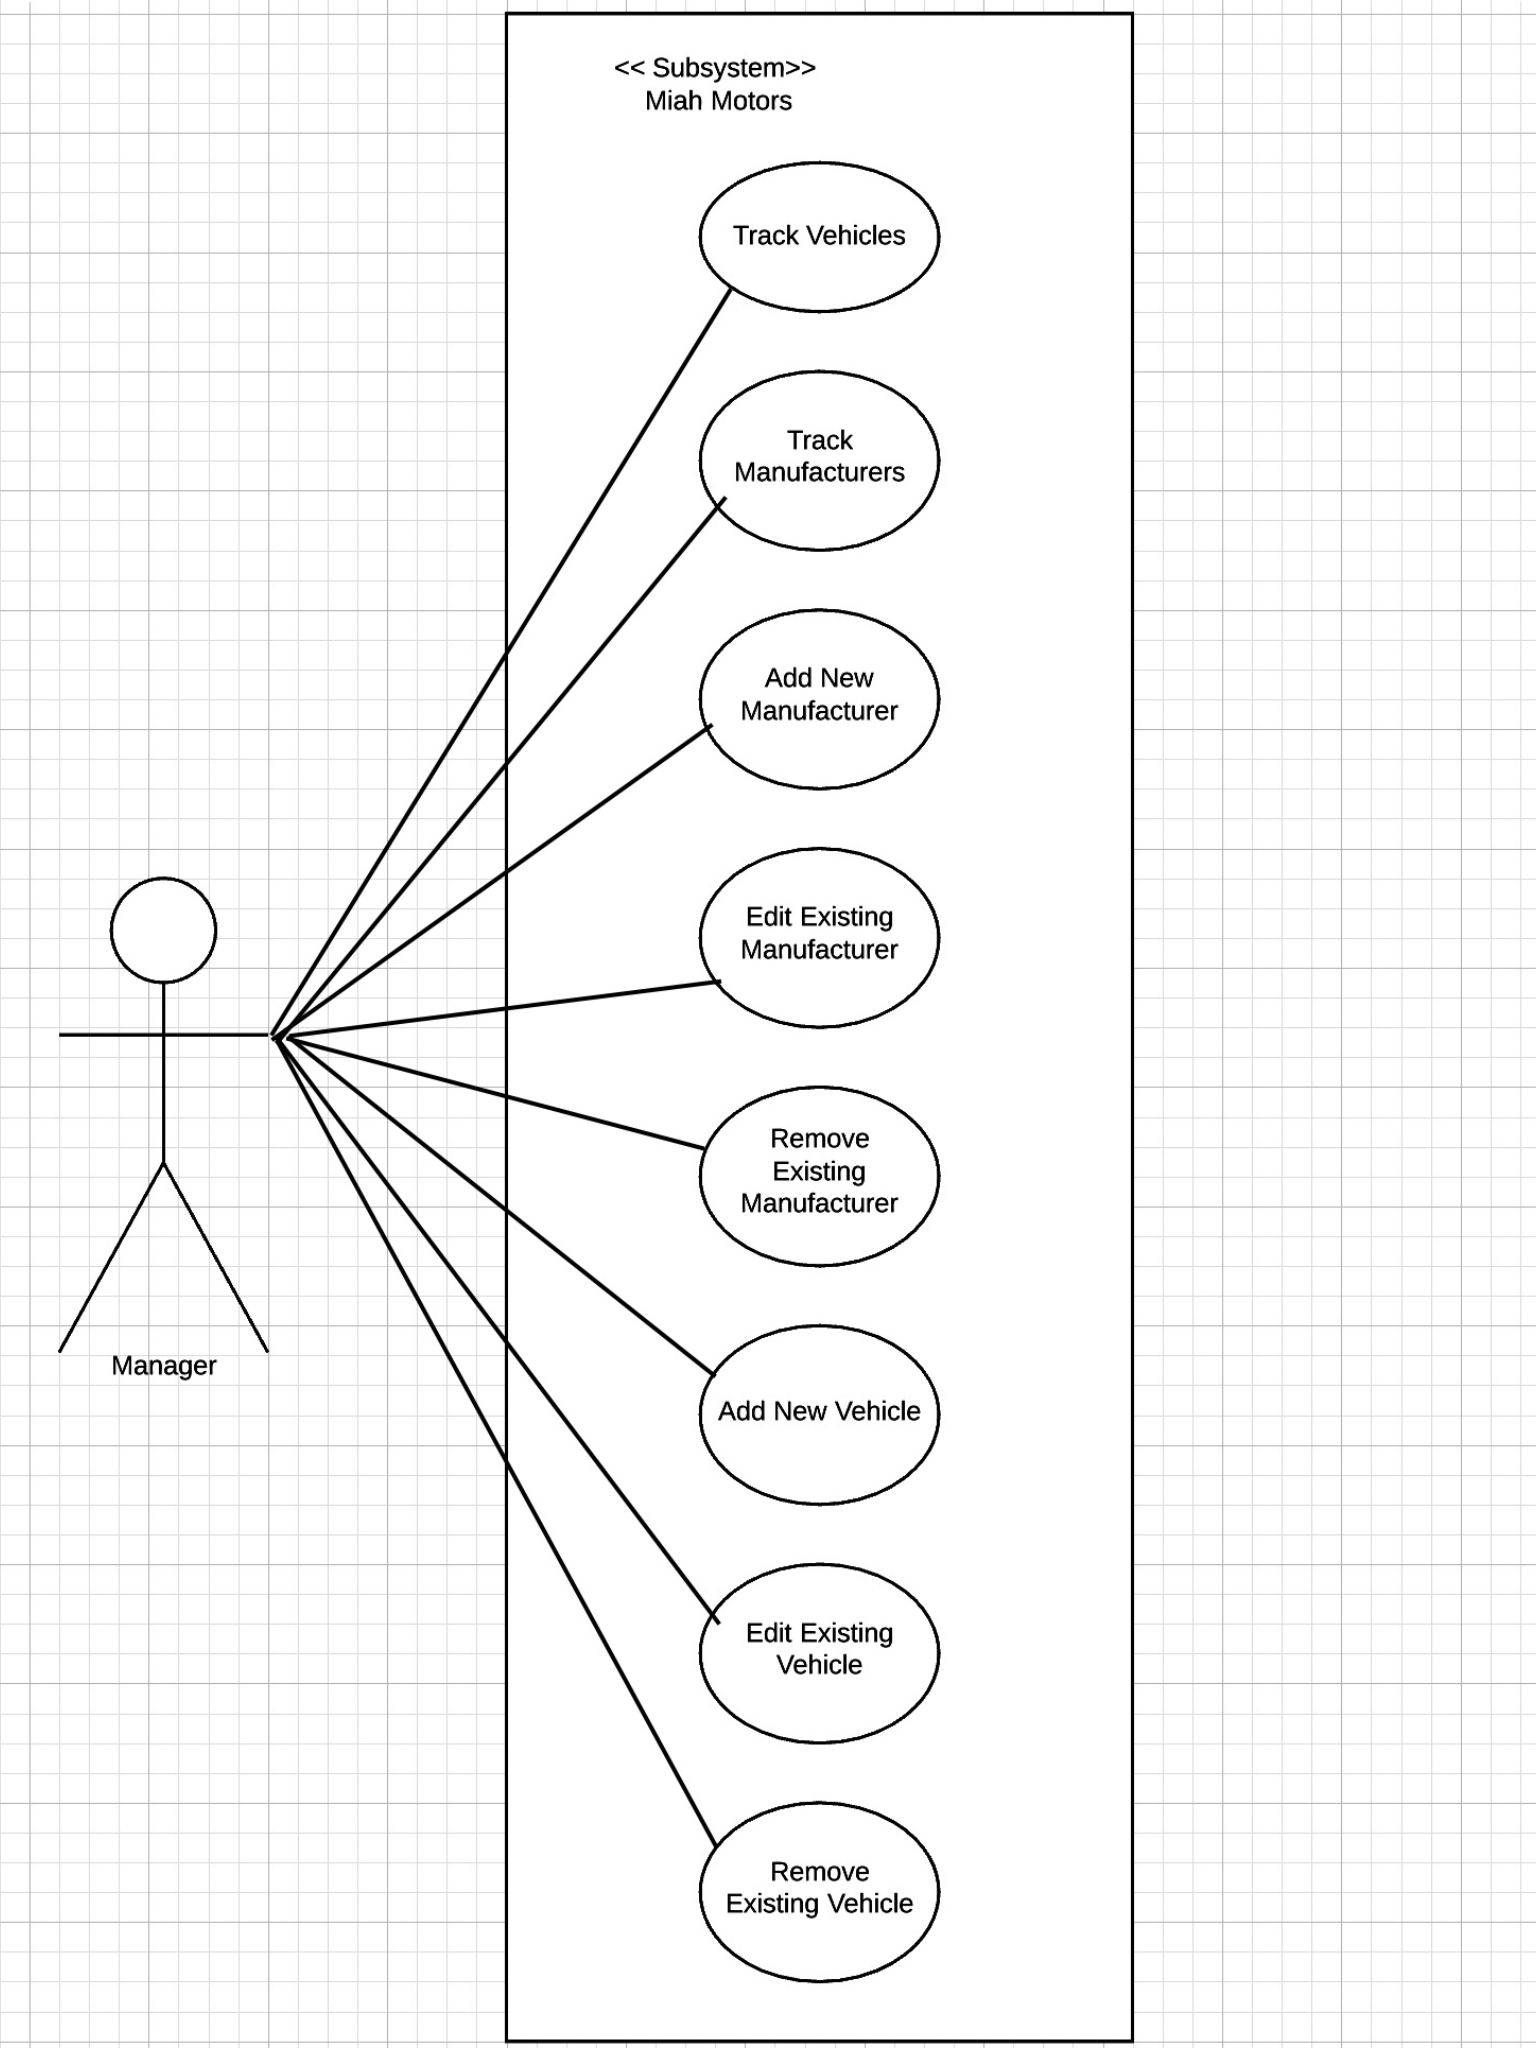 << Subsystem>>
Miah Motors
Track Vehicles
Track
Manufacturers
Add New
Manufacturer
Edit Existing
Manufacturer
Remove
Existing
Manufacturer
Manager
Add New Vehicle
Edit Existing
Vehicle
Remove
Existing Vehicle